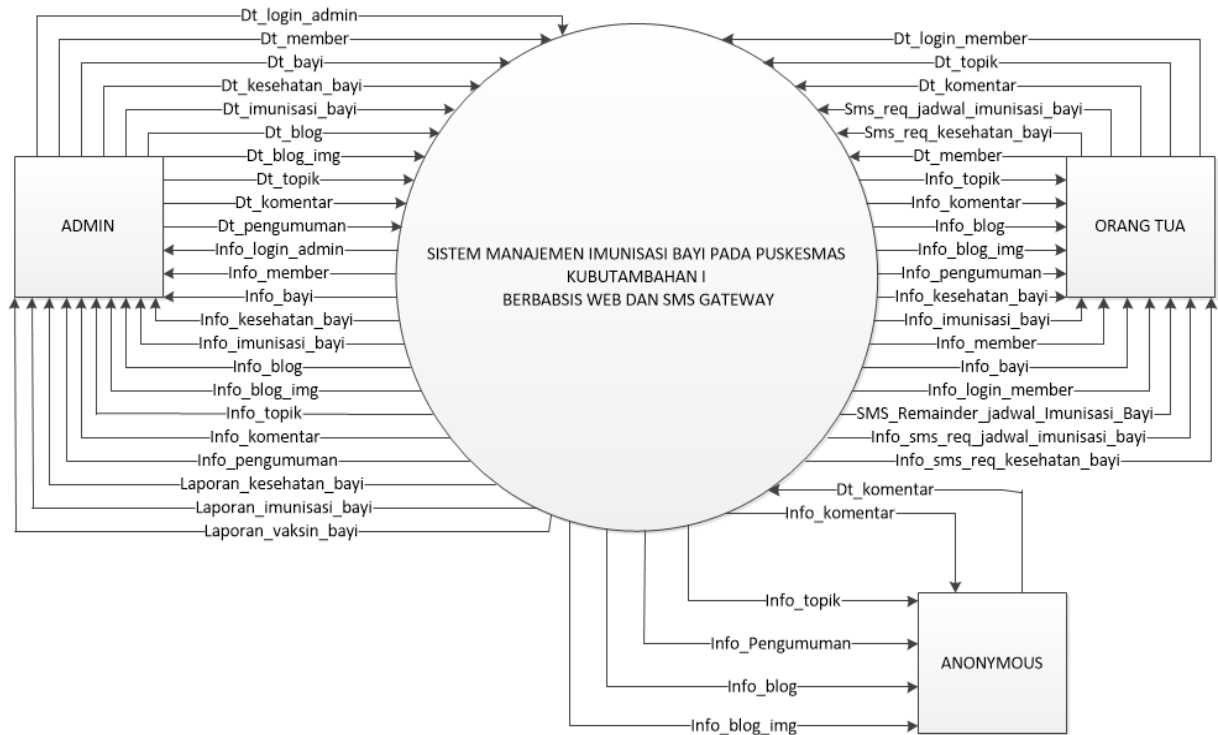 Dt_login_admin
Dt_member
Dt_bayi
Dt_kesehatan_bayi
Dt_imunisasi_bayi
Dt_blog
Dt_blog_img
Dt_topik
Dt_komentar
Dt_pengumuman
Info_login_admin
Info_member
Info_bayi
Info_kesehatan_bayi
Info_imunisasi_bayi
Info_blog
Info_blog_img
Info_topik
Info_komentar
Info_pengumuman
Laporan_kesehatan_bayi
Laporan_imunisasi_bayi
Laporan_vaksin_bayi
ADMIN
SISTEM MANAJEMEN IMUNISASI BAYI PADA PUSKESMAS
KUBUTAMBAHAN I
BERBABSIS WEB DAN SMS GATEWAY
Dt_login_member
Dt_topik
Dt_komentar
Sms_req_jadwal_imunisasi_bayi
Sms_req_kesehatan_bayi
Dt_member
Info_topik
Info_komentar
Info_blog
Info_blog_img
Info_pengumuman
Info_kesehatan_bayi
Info_imunisasi_bayi
Info_member
Info_bayi
Info_login_member
SMS_Remainder_jadwal_Imunisasi_Bayi
Info_sms_req_jadwal_imunisasi_bayi
Info_sms_req_kesehatan_bayi
ORANG TUA
Dt_komentar
Info_komentar
Info_topik
Info_Pengumuman
Info_blog
Info_blog_img
ANONYMOUS